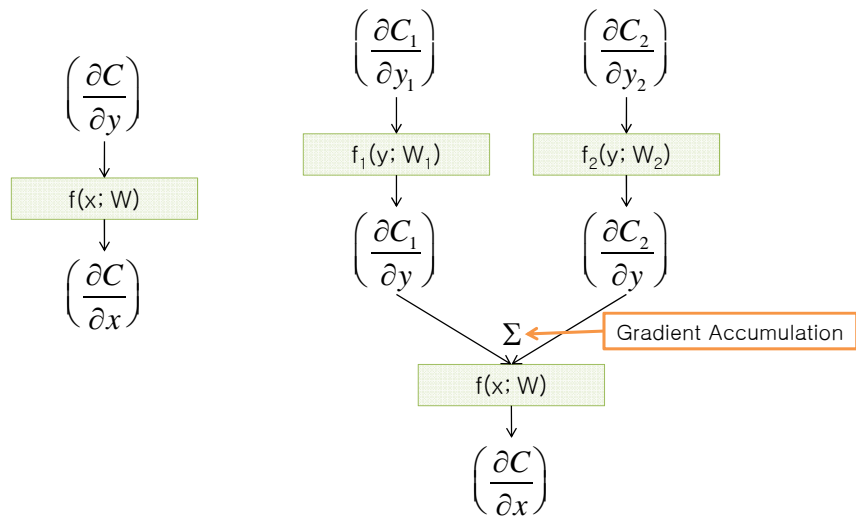 (∂C/∂y)
f(x; W)
(∂C/∂x)
(∂C₁/∂y₁)
f₁(y; W₁)
(∂C₁/∂y)
(∂C₂/∂y₂)
f₂(y; W₂)
(∂C₂/∂y)
Σ
Gradient Accumulation
f(x; W)
(∂C/∂x)